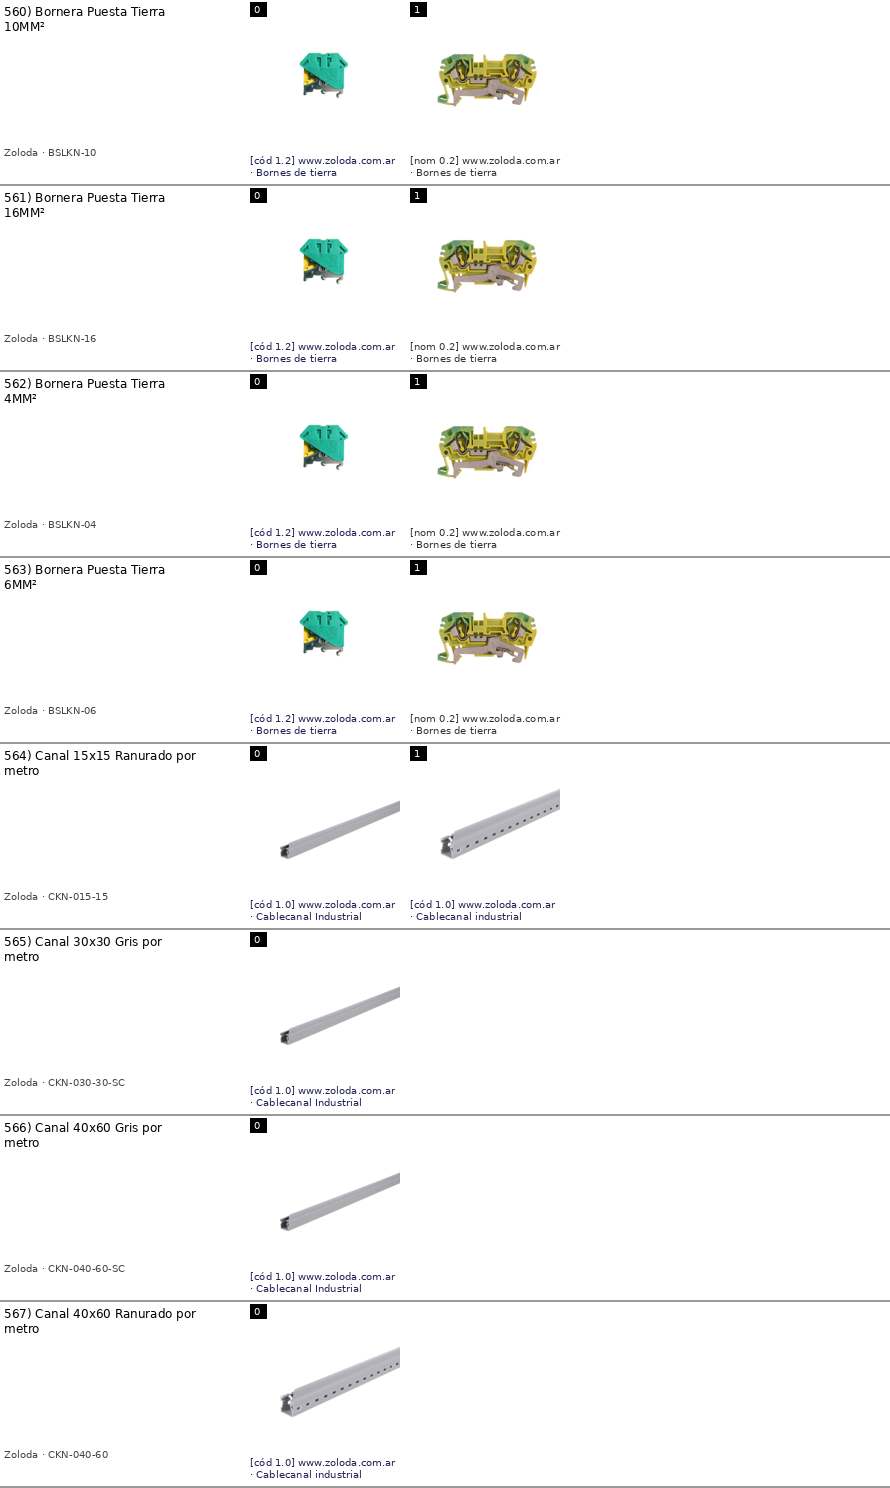 560) Bornera Puesta Tierra
10MM²
0
1
Zoloda · BSLKN-10
[cód 1.2] www.zoloda.com.ar
· Bornes de tierra
[nom 0.2] www.zoloda.com.ar
· Bornes de tierra
561) Bornera Puesta Tierra
16MM²
0
1
Zoloda · BSLKN-16
[cód 1.2] www.zoloda.com.ar
· Bornes de tierra
[nom 0.2] www.zoloda.com.ar
· Bornes de tierra
562) Bornera Puesta Tierra
4MM²
0
1
Zoloda · BSLKN-04
[cód 1.2] www.zoloda.com.ar
· Bornes de tierra
[nom 0.2] www.zoloda.com.ar
· Bornes de tierra
563) Bornera Puesta Tierra
6MM²
0
1
Zoloda · BSLKN-06
[cód 1.2] www.zoloda.com.ar
· Bornes de tierra
[nom 0.2] www.zoloda.com.ar
· Bornes de tierra
564) Canal 15x15 Ranurado por
metro
0
1
Zoloda · CKN-015-15
[cód 1.0] www.zoloda.com.ar
· Cablecanal Industrial
[cód 1.0] www.zoloda.com.ar
· Cablecanal industrial
565) Canal 30x30 Gris por
metro
0
Zoloda · CKN-030-30-SC
[cód 1.0] www.zoloda.com.ar
· Cablecanal Industrial
566) Canal 40x60 Gris por
metro
0
Zoloda · CKN-040-60-SC
[cód 1.0] www.zoloda.com.ar
· Cablecanal Industrial
567) Canal 40x60 Ranurado por
metro
0
Zoloda · CKN-040-60
[cód 1.0] www.zoloda.com.ar
· Cablecanal industrial